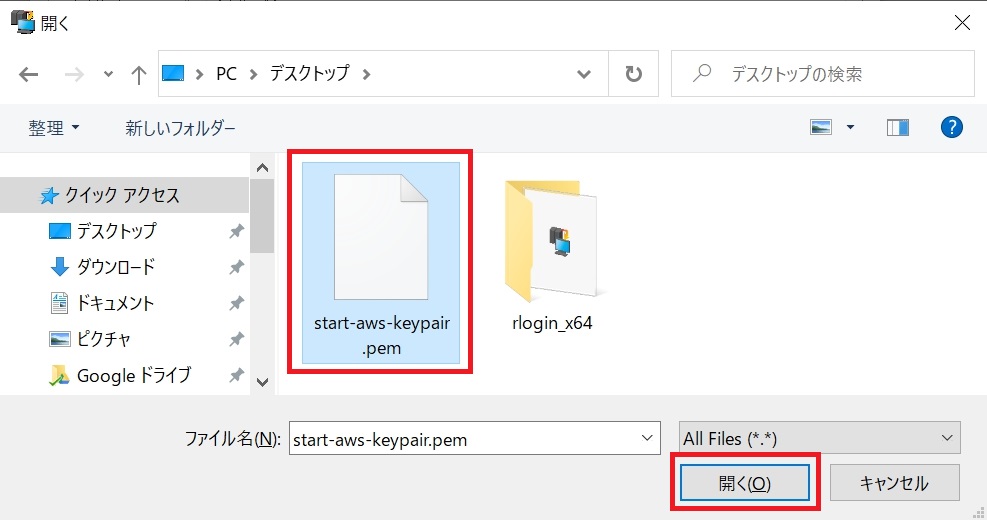 開く
PC
デスクトップ
デスクトップの検索
整理
新しいフォルダー
?
クイック アクセス
デスクトップ
ダウンロード
ドキュメント
ピクチャ
Google ドライブ
start-aws-keypair
.pem
rlogin_x64
ファイル名(N):
start-aws-keypair.pem
All Files (*.*)
開く(O)
キャンセル